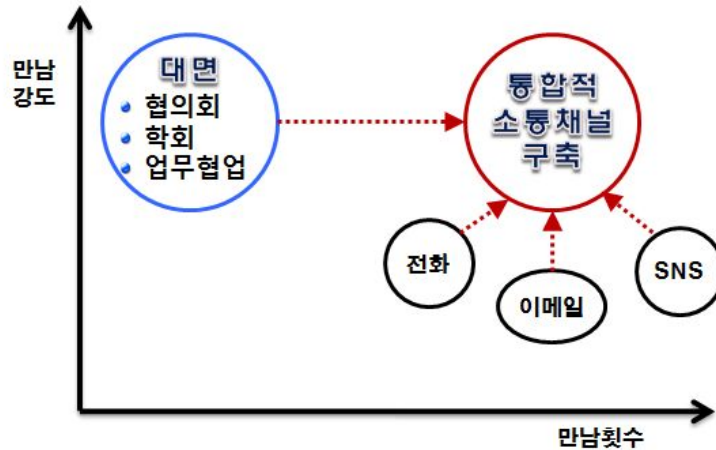 만남
강도
대면
협의회
학회
업무협업
통합적
소통채널
구축
전화
이메일
SNS
만남횟수